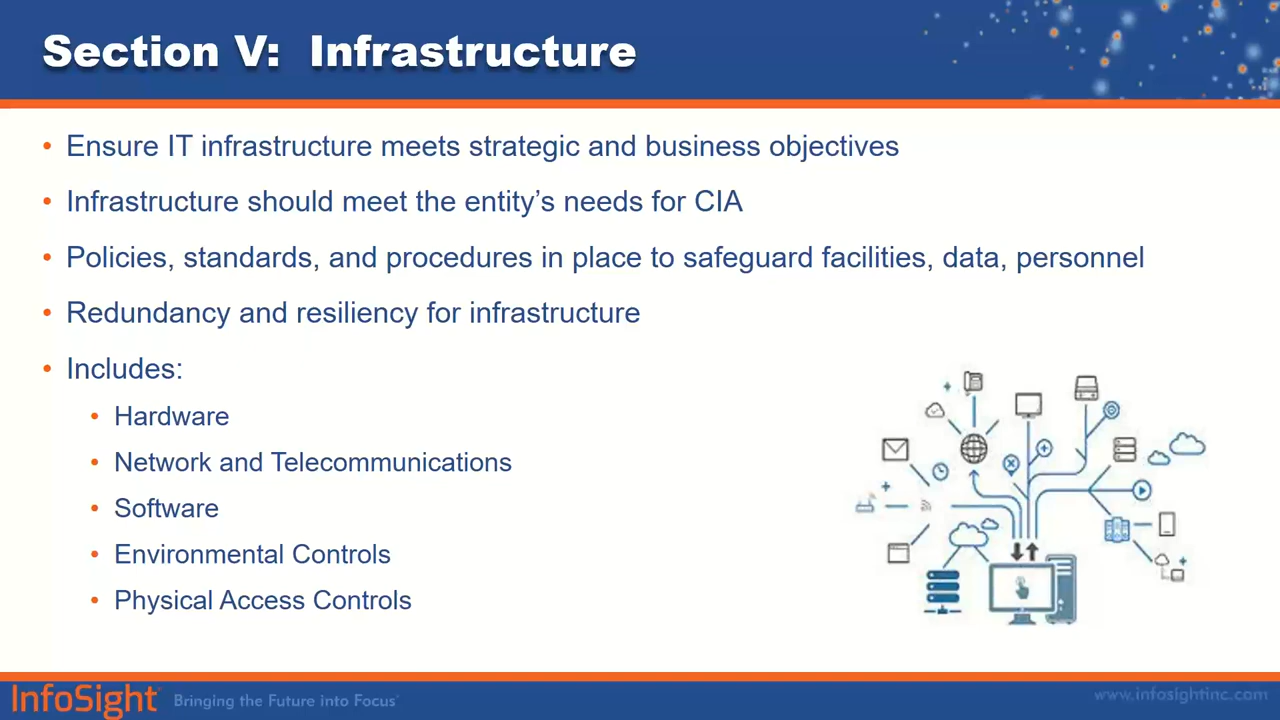 Section V: Infrastructure
• Ensure IT infrastructure meets strategic and business objectives
• Infrastructure should meet the entity’s needs for CIA
• Policies, standards, and procedures in place to safeguard facilities, data, personnel
• Redundancy and resiliency for infrastructure
• Includes:
• Hardware
• Network and Telecommunications
• Software
• Environmental Controls
• Physical Access Controls
InfoSight Bringing the Future into Focus
www.infosightinc.com